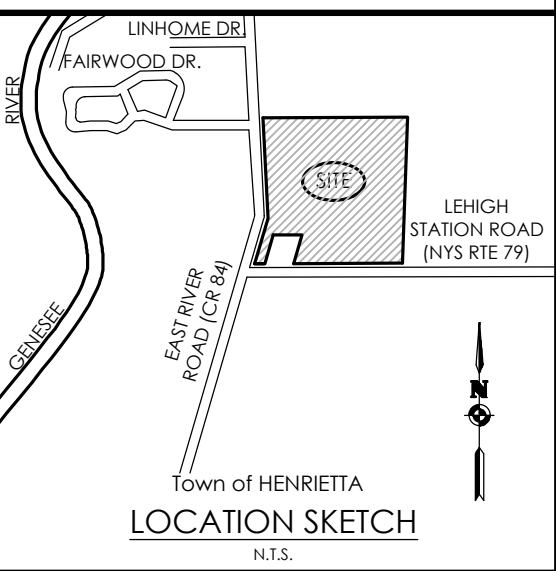 LINHOME DR.
FAIRWOOD DR.
RIVER
SITE
LEHIGH
STATION ROAD
(NYS RTE 79)
EAST RIVER
ROAD (CR 84)
GENESEE
N
Town of HENRIETTA
LOCATION SKETCH
N.T.S.